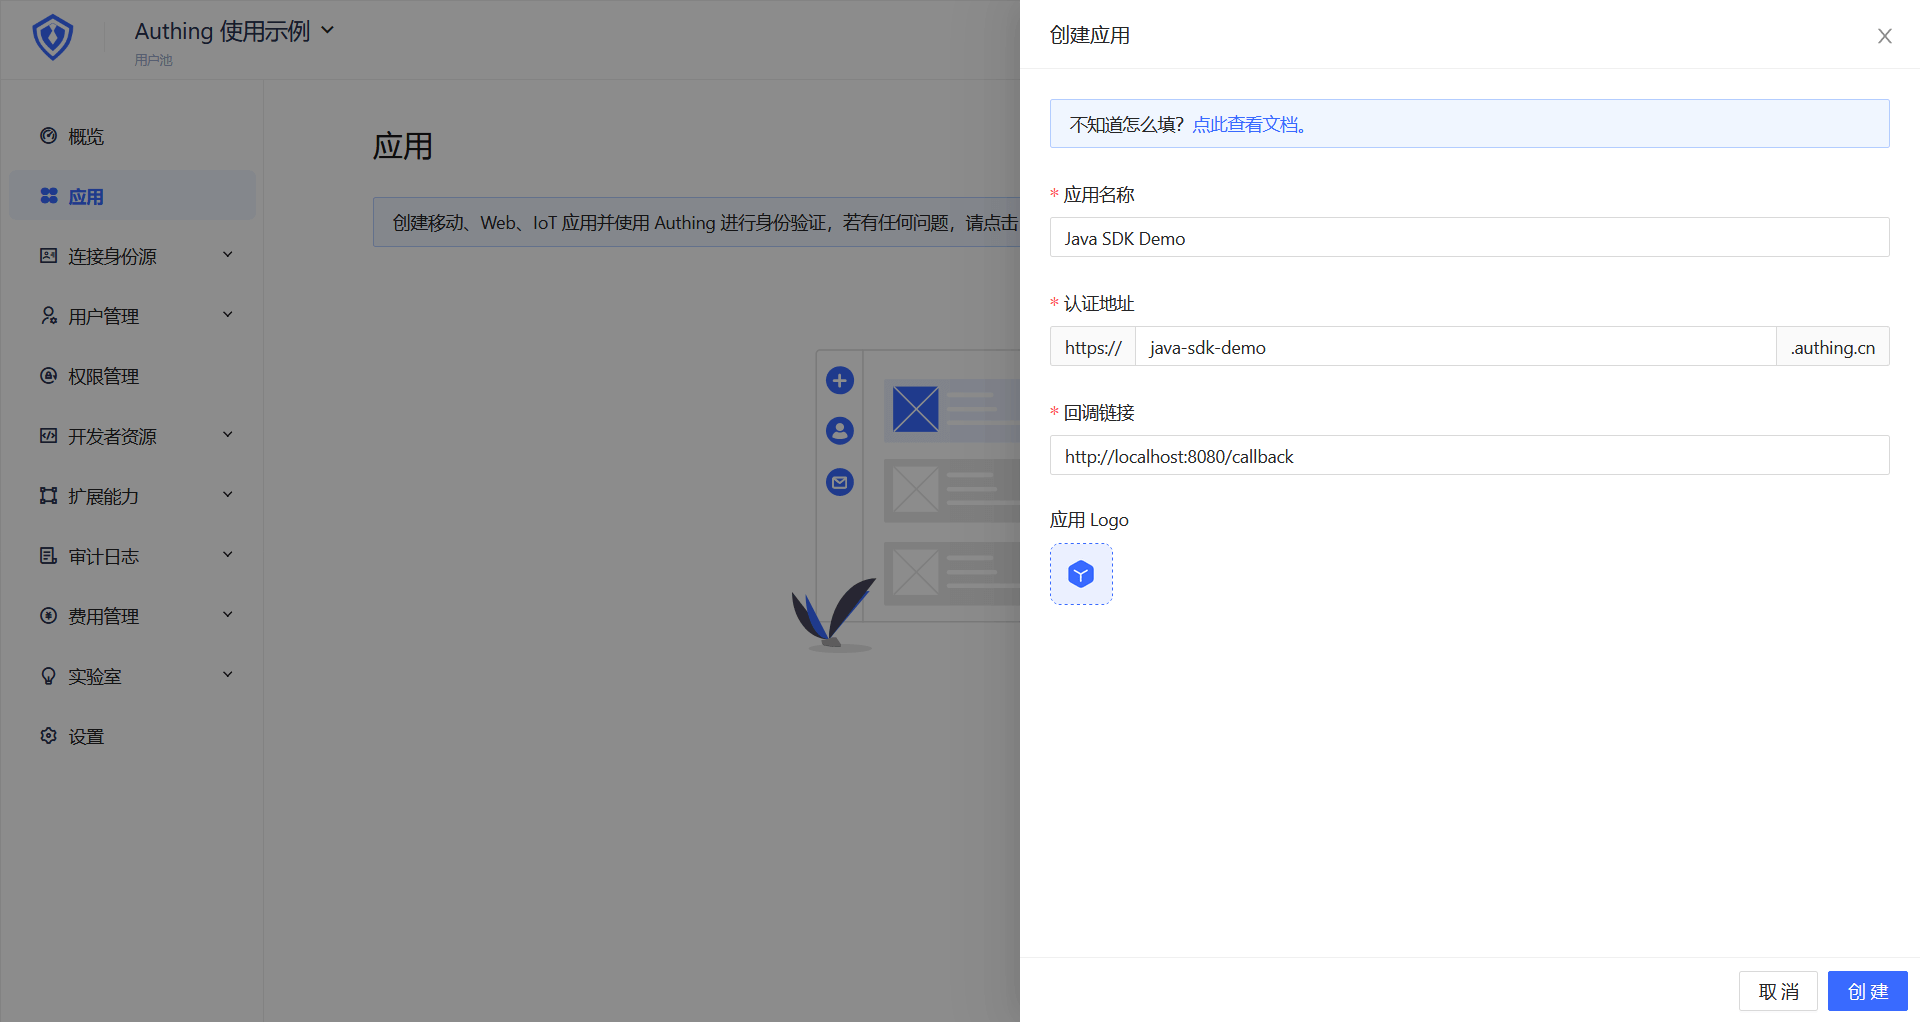 Authing 使用示例
用户池
概览
应用
连接身份源
用户管理
权限管理
开发者资源
扩展能力
审计日志
费用管理
实验室
设置
应用
创建移动、Web、IoT 应用并使用 Authing 进行身份验证，若有任何问题，请点击
创建应用
不知道怎么填？点此查看文档。
* 应用名称
Java SDK Demo
* 认证地址
https:// java-sdk-demo .authing.cn
* 回调链接
http://localhost:8080/callback
应用 Logo
取 消 创 建